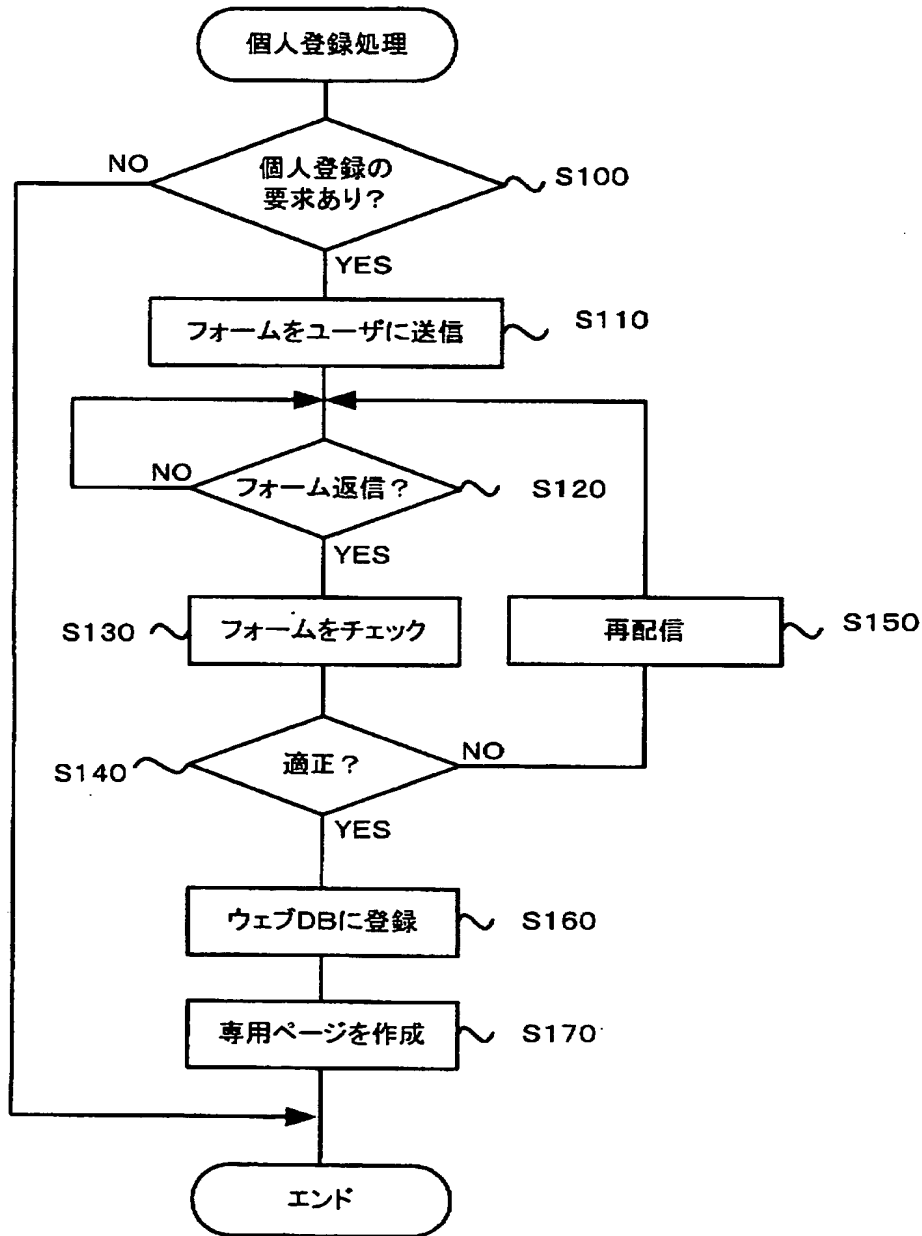 個人登録処理
NO
個人登録の
要求あり?
S100
YES
フォームをユーザに送信
S110
NO
フォーム返信?
S120
YES
S130
フォームをチェック
再配信
S150
S140
適正?
NO
YES
ウェブDBに登録
S160
専用ページを作成
S170
エンド